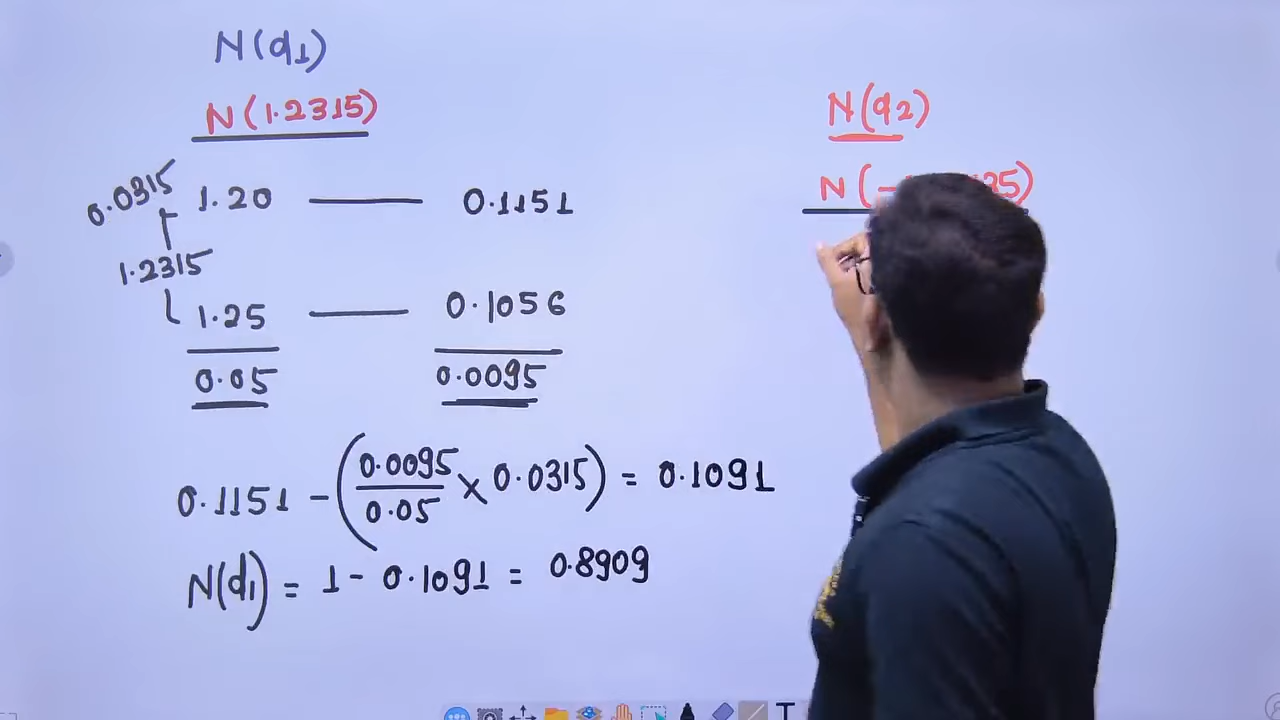 N(d1)
N(1.2315)
0.0315
1.20 0.1151
1.2315
1.25 0.1056
0.05 0.0095
0.1151 - (0.0095/0.05 × 0.0315) = 0.1091
N(d1) = 1 - 0.1091 = 0.8909
N(d2)
N(- 35)
T